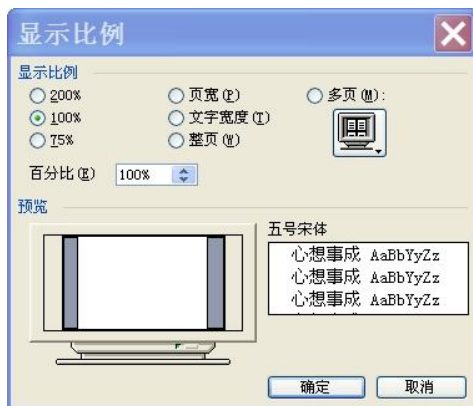 显示比例
显示比例
200% 页宽(P) 多页(M):
100% 文字宽度(T)
75% 整页(W)
百分比(E) 100%
预览
五号宋体
心想事成 AaBbYyZz
心想事成 AaBbYyZz
心想事成 AaBbYyZz
确定 取消